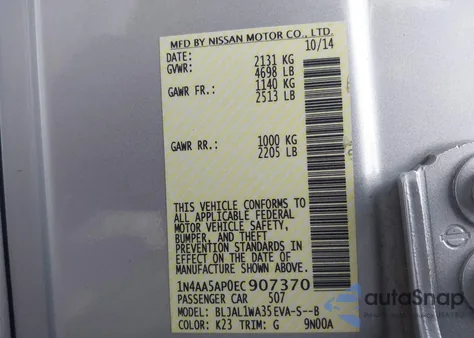 MFD BY NISSAN MOTOR CO., LTD.
DATE: 10/14
GVWR: 2131 KG
4698 LB
GAWR FR.: 1140 KG
2513 LB
GAWR RR.: 1000 KG
2205 LB
THIS VEHICLE CONFORMS TO
ALL APPLICABLE FEDERAL
MOTOR VEHICLE SAFETY,
BUMPER, AND THEFT
PREVENTION STANDARDS IN
EFFECT ON THE DATE OF
MANUFACTURE SHOWN ABOVE.
1N4AA5AP0EC907370
PASSENGER CAR 507
MODEL: BLJAL1WA35EVA-S--B
COLOR: K23 TRIM: G 9N00A
autoSnap